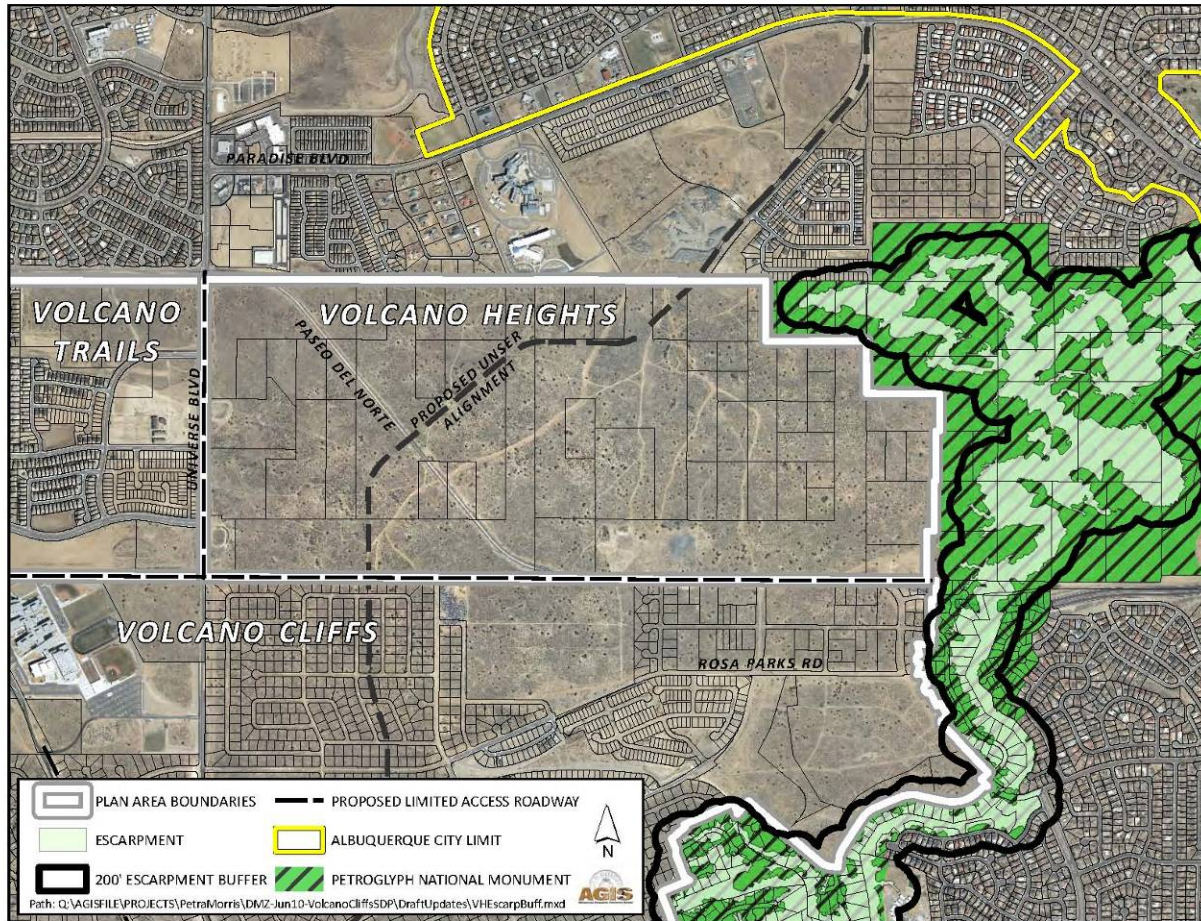 PARADISE BLVD
VOLCANO
TRAILS
VOLCANO HEIGHTS
PASEO DEL NORTE
PROPOSED UNSER
ALIGNMENT
UNIVERSE BLVD
VOLCANO CLIFFS
ROSA PARKS RD
PLAN AREA BOUNDARIES
PROPOSED LIMITED ACCESS ROADWAY
ESCARPMENT
ALBUQUERQUE CITY LIMIT
N
200' ESCARPMENT BUFFER
PETROGLYPH NATIONAL MONUMENT
AGIS
Path: Q:\AGISFILE\PROJECTS\PetraMorris\DMZ-Jun10-VolcanoCliffsSDP\DraftUpdates\VHEscarpBuff.mxd